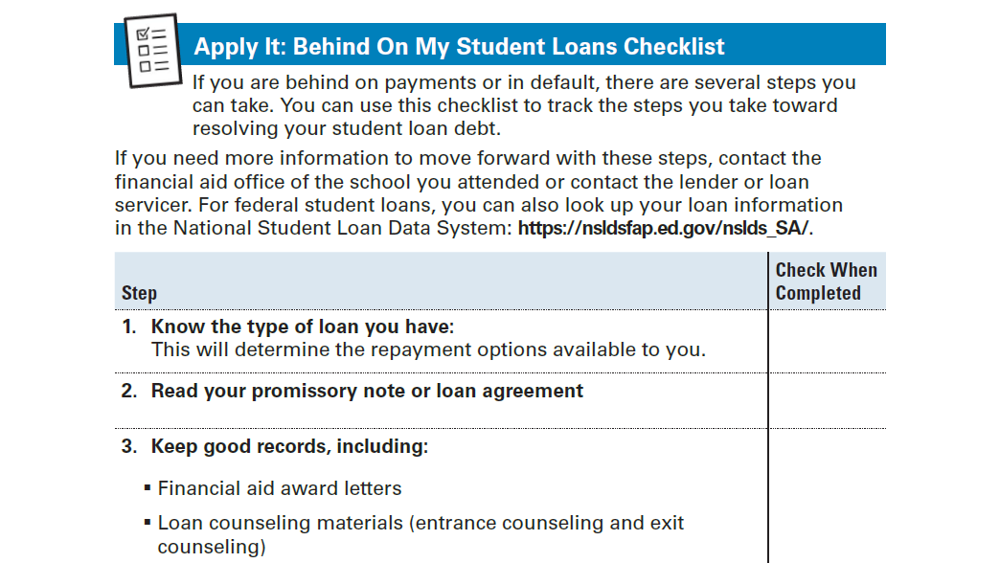 Apply It: Behind On My Student Loans Checklist
If you are behind on payments or in default, there are several steps you
can take. You can use this checklist to track the steps you take toward
resolving your student loan debt.
If you need more information to move forward with these steps, contact the
financial aid office of the school you attended or contact the lender or loan
servicer. For federal student loans, you can also look up your loan information
in the National Student Loan Data System: https://nsldsfap.ed.gov/nslds_SA/.
Step
Check When
Completed
1. Know the type of loan you have:
This will determine the repayment options available to you.
2. Read your promissory note or loan agreement
3. Keep good records, including:
▪ Financial aid award letters
▪ Loan counseling materials (entrance counseling and exit
counseling)